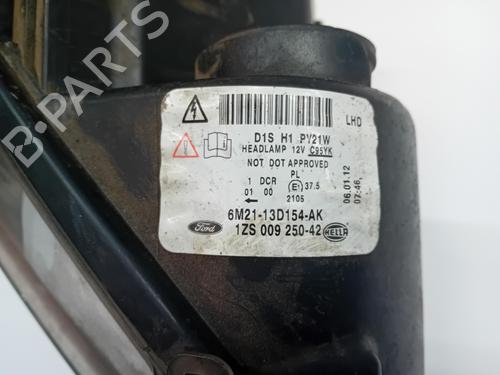 LHD
D1S H1 PY21W
HEADLAMP 12V C95YK
NOT DOT APPROVED
PL
1 DCR E1 37.5
01 00
2105
06.01.12
07:46
6M21-13D154-AK
Ford 1ZS 009 250-42 HELLA
B-PARTS